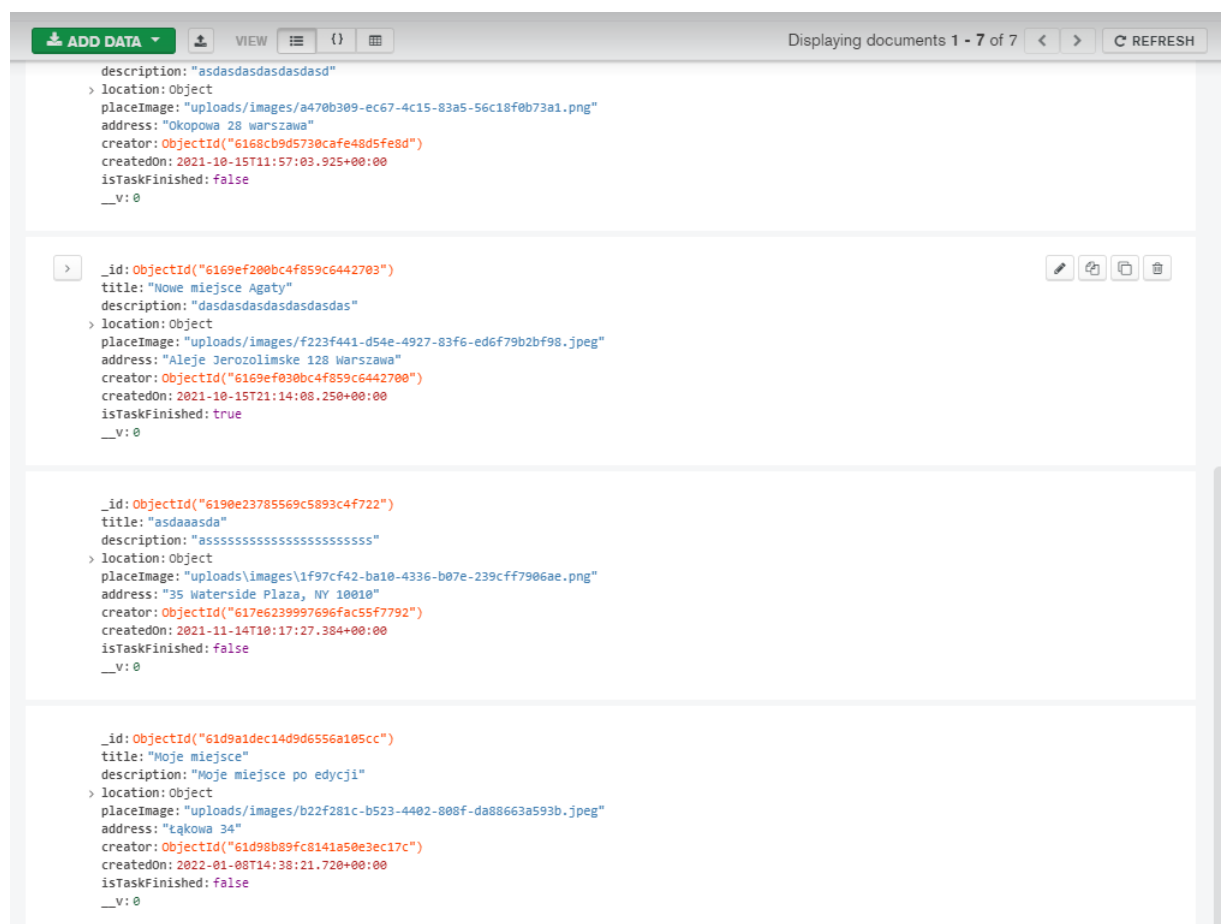 ADD DATA VIEW {} Displaying documents 1 - 7 of 7 < > REFRESH
description: "asdasdasdasdasdasd"
> location: Object
placeImage: "uploads/images/a470b309-ec67-4c15-83a5-56c18f0b73a1.png"
address: "Okopowa 28 warszawa"
creator: ObjectId("6168cb9d5730cafe48d5fe8d")
createdOn: 2021-10-15T11:57:03.925+00:00
isTaskFinished: false
__v: 0
> _id: ObjectId("6169ef200bc4f859c6442703")
title: "Nowe miejsce Agaty"
description: "dasdasdasdasdasdasdas"
> location: Object
placeImage: "uploads/images/f223f441-d54e-4927-83f6-ed6f79b2bf98.jpeg"
address: "Aleje Jerozolimske 128 Warszawa"
creator: ObjectId("6169ef030bc4f859c6442700")
createdOn: 2021-10-15T21:14:08.250+00:00
isTaskFinished: true
__v: 0
_id: ObjectId("6190e23785569c5893c4f722")
title: "asdaaasda"
description: "asssssssssssssssssssssss"
> location: Object
placeImage: "uploads\images\1f97cf42-ba10-4336-b07e-239cff7906ae.png"
address: "35 Waterside Plaza, NY 10010"
creator: ObjectId("617e6239997696fac55f7792")
createdOn: 2021-11-14T10:17:27.384+00:00
isTaskFinished: false
__v: 0
_id: ObjectId("61d9a1dec14d9d6556a105cc")
title: "Moje miejsce"
description: "Moje miejsce po edycji"
> location: Object
placeImage: "uploads/images/b22f281c-b523-4402-808f-da88663a593b.jpeg"
address: "Łąkowa 34"
creator: ObjectId("61d98b89fc8141a50e3ec17c")
createdOn: 2022-01-08T14:38:21.720+00:00
isTaskFinished: false
__v: 0